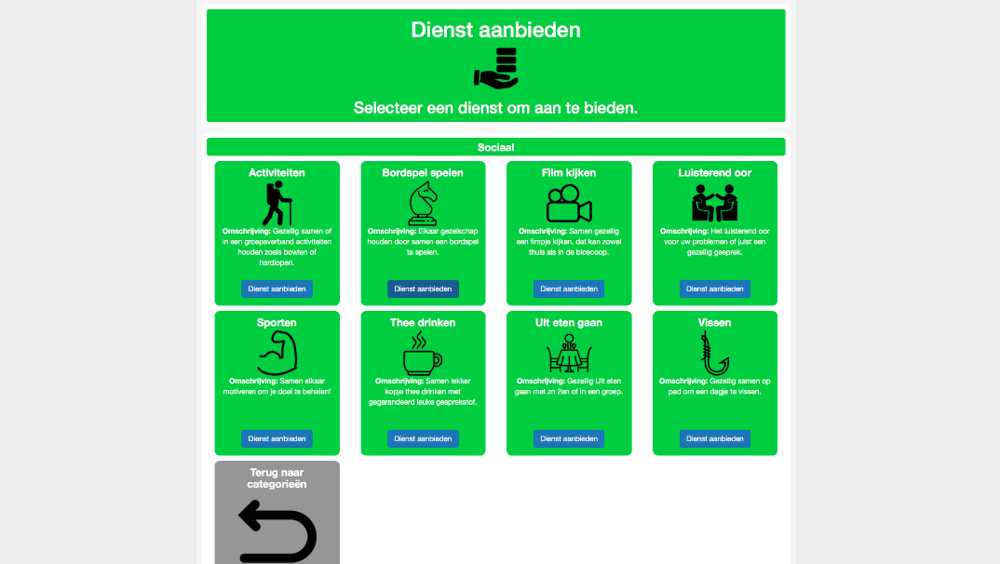 Dienst aanbieden
Selecteer een dienst om aan te bieden.
Sociaal
Activiteiten
Omschrijving: Gezellig samen of
in een groepsverband activiteiten
houden zoals bowlen of
hardlopen.
Dienst aanbieden
Bordspel spelen
Omschrijving: Elkaar gezelschap
houden door samen een bordspel
te spelen.
Dienst aanbieden
Film kijken
Omschrijving: Samen gezellig
een fimpje kijken, dat kan zowel
thuis als in de bioscoop.
Dienst aanbieden
Luisterend oor
Omschrijving: Het luisterend oor
voor uw problemen of juist een
gezellig gesprek.
Dienst aanbieden
Sporten
Omschrijving: Samen elkaar
motiveren om je doel te behalen!
Dienst aanbieden
Thee drinken
Omschrijving: Samen lekker
kopje thee drinken met
gegarandeerd leuke gesprekstof.
Dienst aanbieden
Uit eten gaan
Omschrijving: Gezellig Uit eten
gaan met zn 2en of in een groep.
Dienst aanbieden
Vissen
Omschrijving: Gezellig samen op
pad om een dagje te vissen.
Dienst aanbieden
Terug naar
categorieën